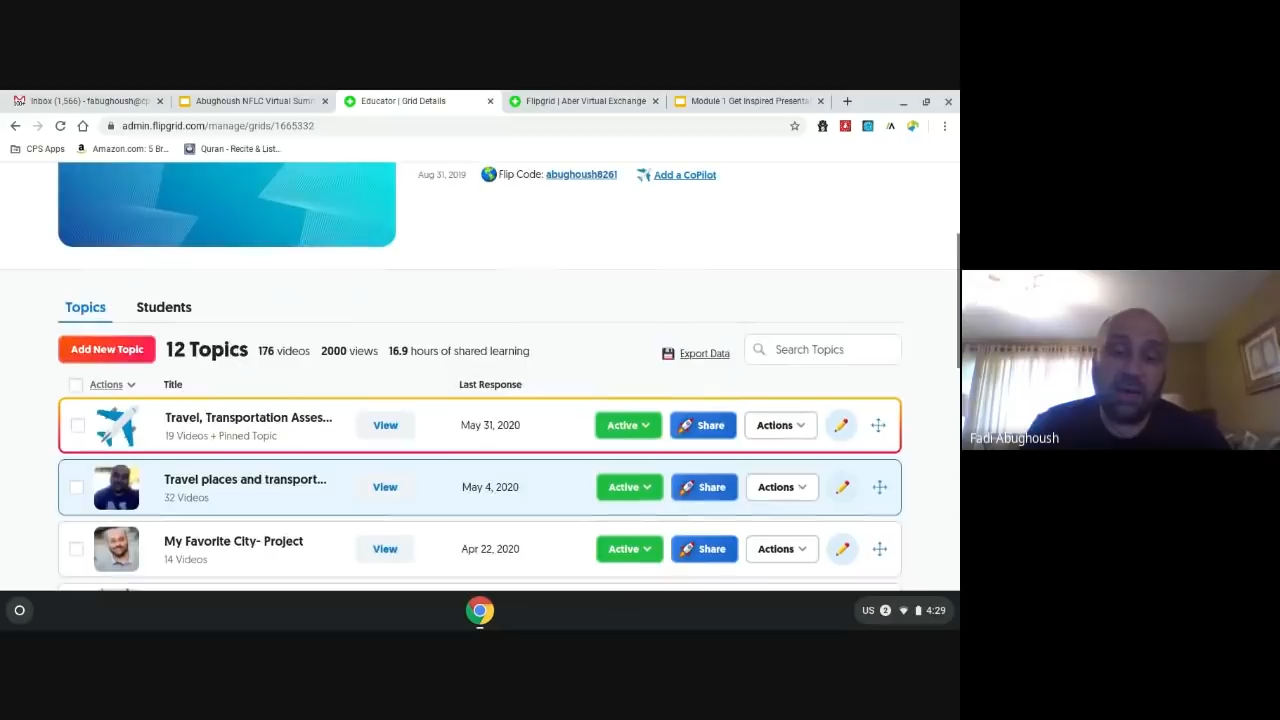 Inbox (1,566) - fabughoush@cp
Abughoush NFLC Virtual Summ
Educator | Grid Details
Flipgrid | Aber Virtual Exchange
Module 1 Get Inspired Presenta
admin.flipgrid.com/manage/grids/1665332
CPS Apps
Amazon.com: 5 Br...
Quran - Recite & List...
Aug 31, 2019
Flip Code: abughoush8261
Add a CoPilot
Topics
Students
Add New Topic
12 Topics
176 videos
2000 views
16.9 hours of shared learning
Export Data
Search Topics
Actions
Title
Last Response
Travel, Transportation Asses...
19 Videos + Pinned Topic
View
May 31, 2020
Active
Share
Actions
Travel places and transport...
32 Videos
View
May 4, 2020
Active
Share
Actions
My Favorite City- Project
14 Videos
View
Apr 22, 2020
Active
Share
Actions
US
2
4:29
Fadi Abughoush